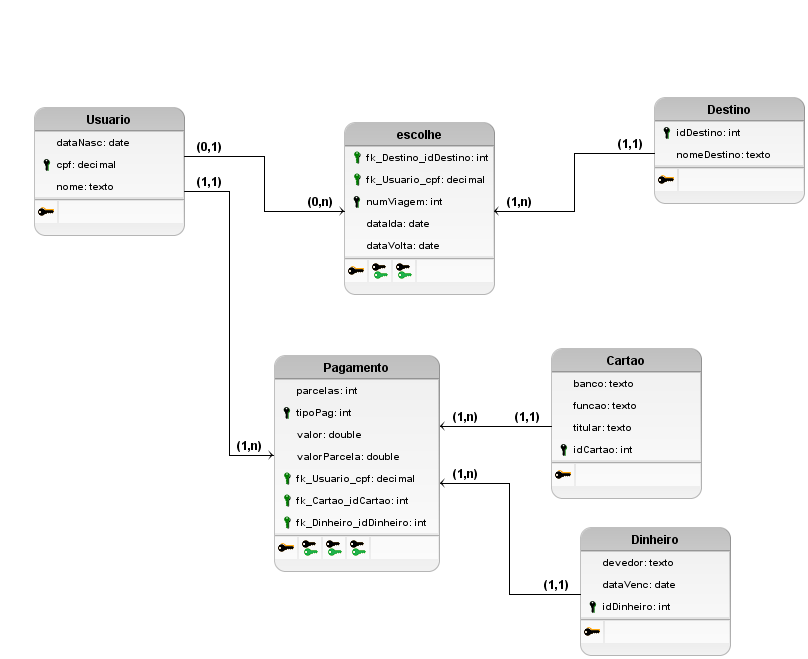 Usuario
dataNasc: date
cpf: decimal
nome: texto
(0,1)
(1,1)
(0,n)
escolhe
fk_Destino_idDestino: int
fk_Usuario_cpf: decimal
numViagem: int
dataIda: date
dataVolta: date
(1,n)
(1,1)
Destino
idDestino: int
nomeDestino: texto
(1,n)
Pagamento
parcelas: int
tipoPag: int
valor: double
valorParcela: double
fk_Usuario_cpf: decimal
fk_Cartao_idCartao: int
fk_Dinheiro_idDinheiro: int
(1,n)
(1,1)
Cartao
banco: texto
funcao: texto
titular: texto
idCartao: int
(1,n)
(1,1)
Dinheiro
devedor: texto
dataVenc: date
idDinheiro: int